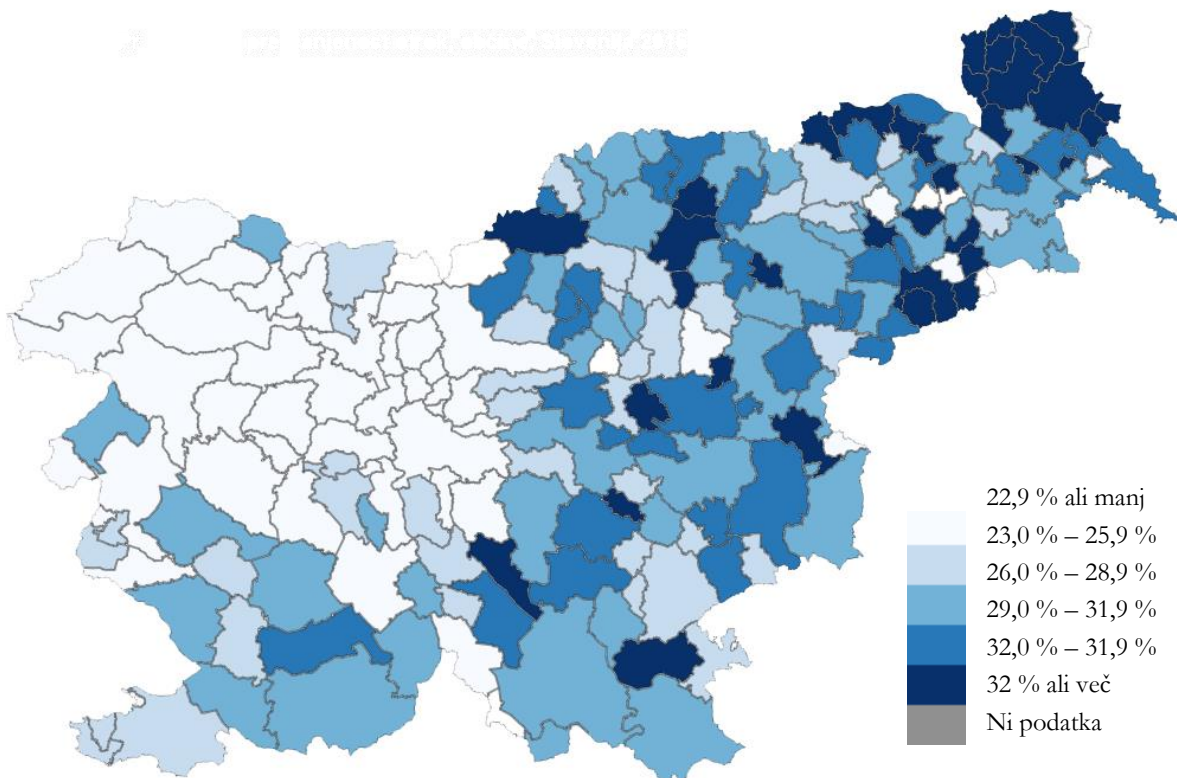 22,9 % ali manj
23,0 % – 25,9 %
26,0 % – 28,9 %
29,0 % – 31,9 %
32,0 % – 31,9 %
32 % ali več
Ni podatka